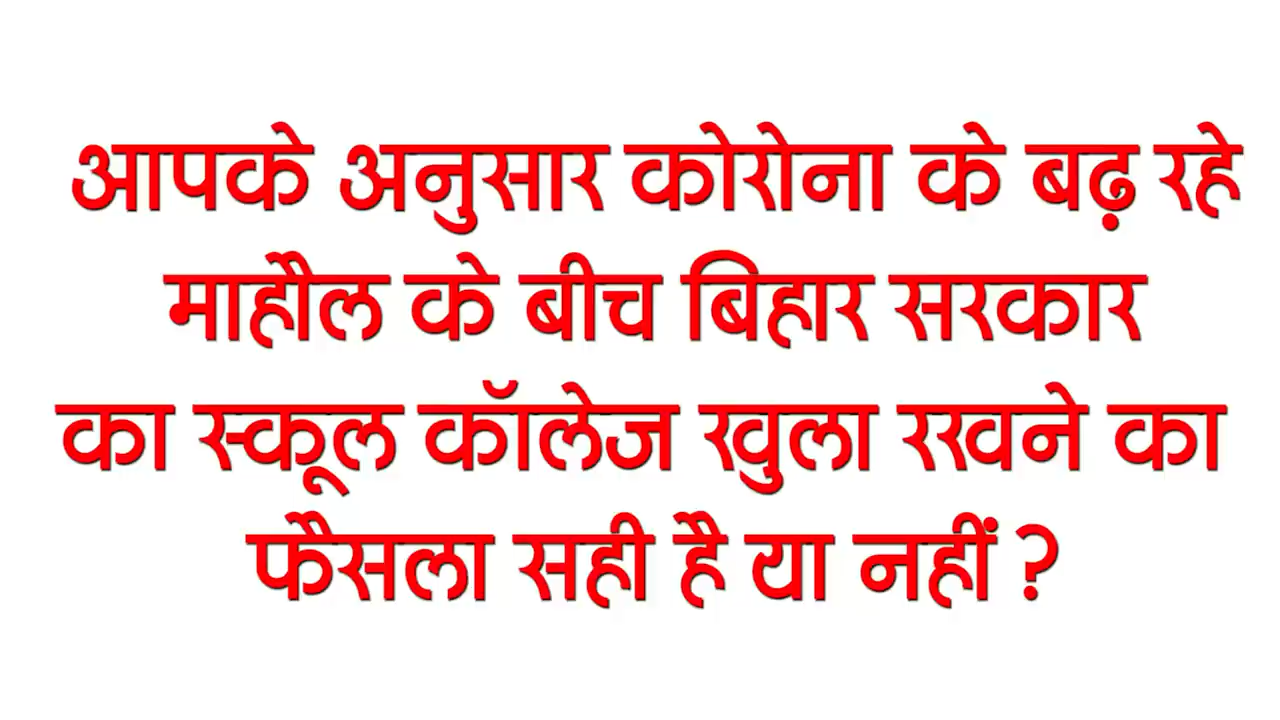 आपके अनुसार कोरोना के बढ़ रहे
माहौल के बीच बिहार सरकार
का स्कूल कॉलेज खुला रखने का
फैसला सही है या नहीं ?